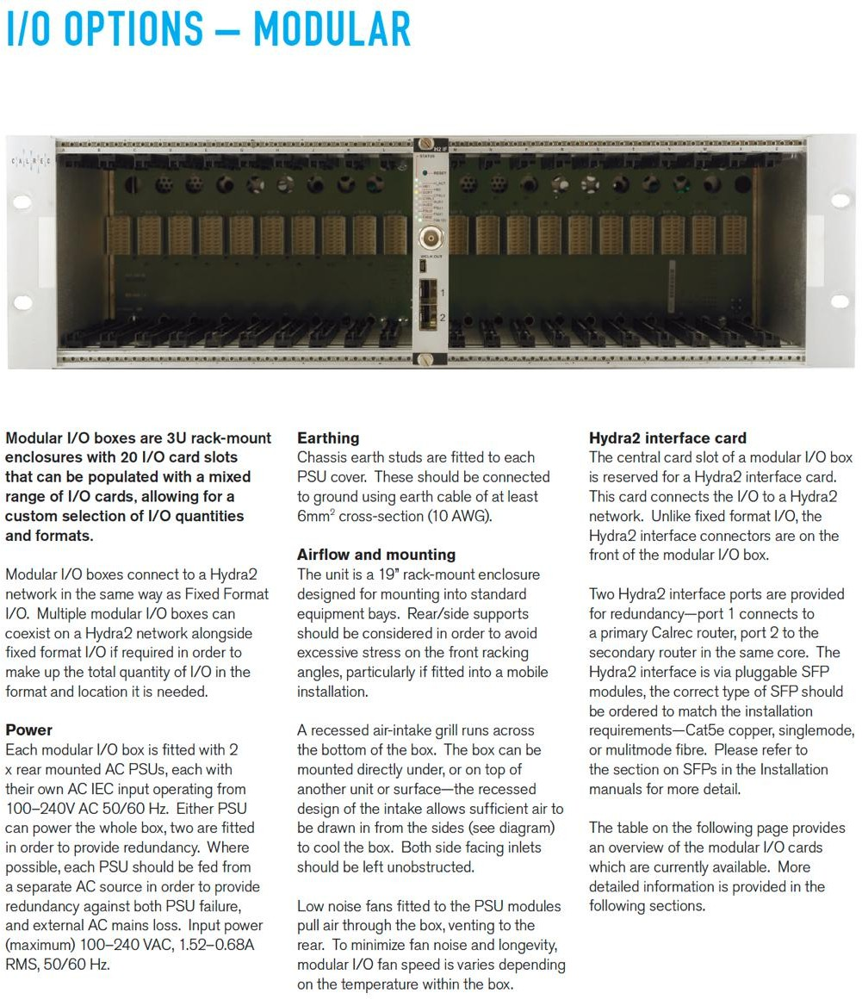 I/O OPTIONS – MODULAR
CALREC
H2 IF
STATUS
RESET
1
2
Modular I/O boxes are 3U rack-mount
enclosures with 20 I/O card slots
that can be populated with a mixed
range of I/O cards, allowing for a
custom selection of I/O quantities
and formats.
Modular I/O boxes connect to a Hydra2
network in the same way as Fixed Format
I/O. Multiple modular I/O boxes can
coexist on a Hydra2 network alongside
fixed format I/O if required in order to
make up the total quantity of I/O in the
format and location it is needed.
Power
Each modular I/O box is fitted with 2
x rear mounted AC PSUs, each with
their own AC IEC input operating from
100–240V AC 50/60 Hz. Either PSU
can power the whole box, two are fitted
in order to provide redundancy. Where
possible, each PSU should be fed from
a separate AC source in order to provide
redundancy against both PSU failure,
and external AC mains loss. Input power
(maximum) 100–240 VAC, 1.52–0.68A
RMS, 50/60 Hz.
Earthing
Chassis earth studs are fitted to each
PSU cover. These should be connected
to ground using earth cable of at least
6mm² cross-section (10 AWG).
Airflow and mounting
The unit is a 19” rack-mount enclosure
designed for mounting into standard
equipment bays. Rear/side supports
should be considered in order to avoid
excessive stress on the front racking
angles, particularly if fitted into a mobile
installation.
A recessed air-intake grill runs across
the bottom of the box. The box can be
mounted directly under, or on top of
another unit or surface—the recessed
design of the intake allows sufficient air to
be drawn in from the sides (see diagram)
to cool the box. Both side facing inlets
should be left unobstructed.
Low noise fans fitted to the PSU modules
pull air through the box, venting to the
rear. To minimize fan noise and longevity,
modular I/O fan speed is varies depending
on the temperature within the box.
Hydra2 interface card
The central card slot of a modular I/O box
is reserved for a Hydra2 interface card.
This card connects the I/O to a Hydra2
network. Unlike fixed format I/O, the
Hydra2 interface connectors are on the
front of the modular I/O box.
Two Hydra2 interface ports are provided
for redundancy—port 1 connects to
a primary Calrec router, port 2 to the
secondary router in the same core. The
Hydra2 interface is via pluggable SFP
modules, the correct type of SFP should
be ordered to match the installation
requirements—Cat5e copper, singlemode,
or mulitmode fibre. Please refer to
the section on SFPs in the Installation
manuals for more detail.
The table on the following page provides
an overview of the modular I/O cards
which are currently available. More
detailed information is provided in the
following sections.